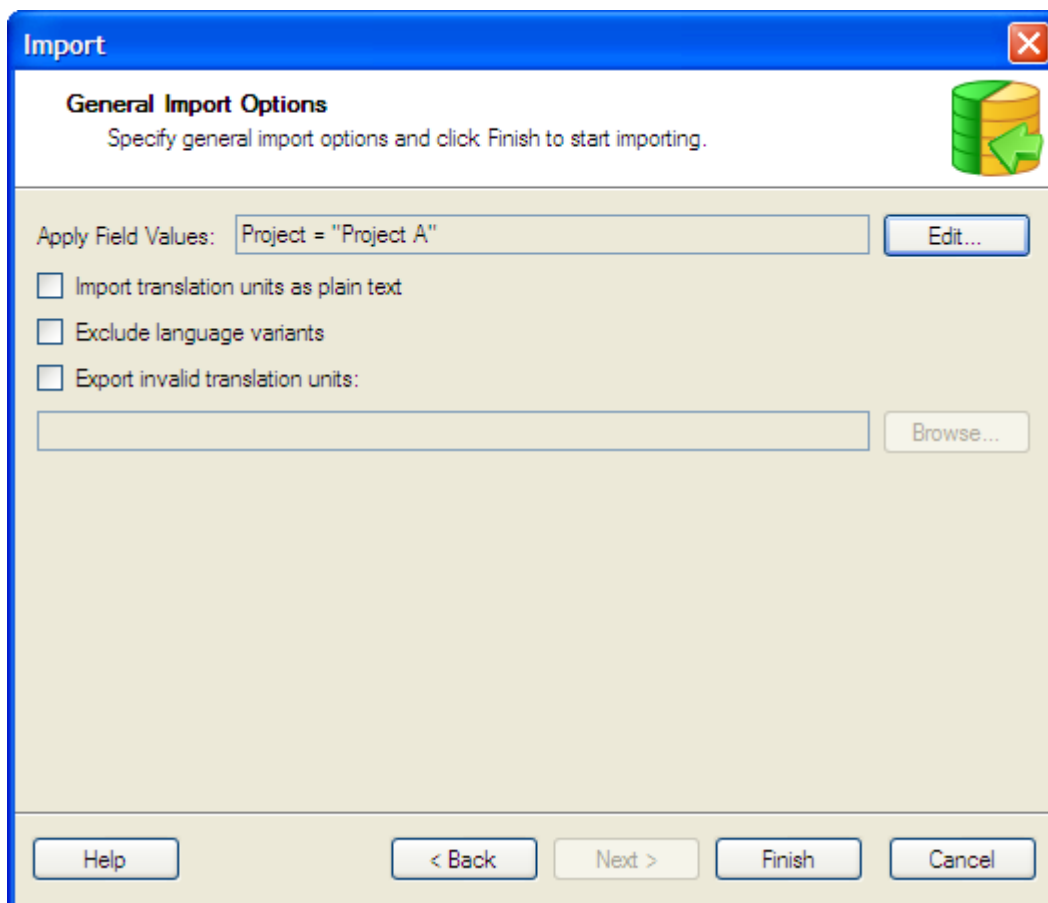 Import
General Import Options
Specify general import options and click Finish to start importing.
Apply Field Values: Project = "Project A" Edit...
Import translation units as plain text
Exclude language variants
Export invalid translation units:
Browse...
Help < Back Next > Finish Cancel